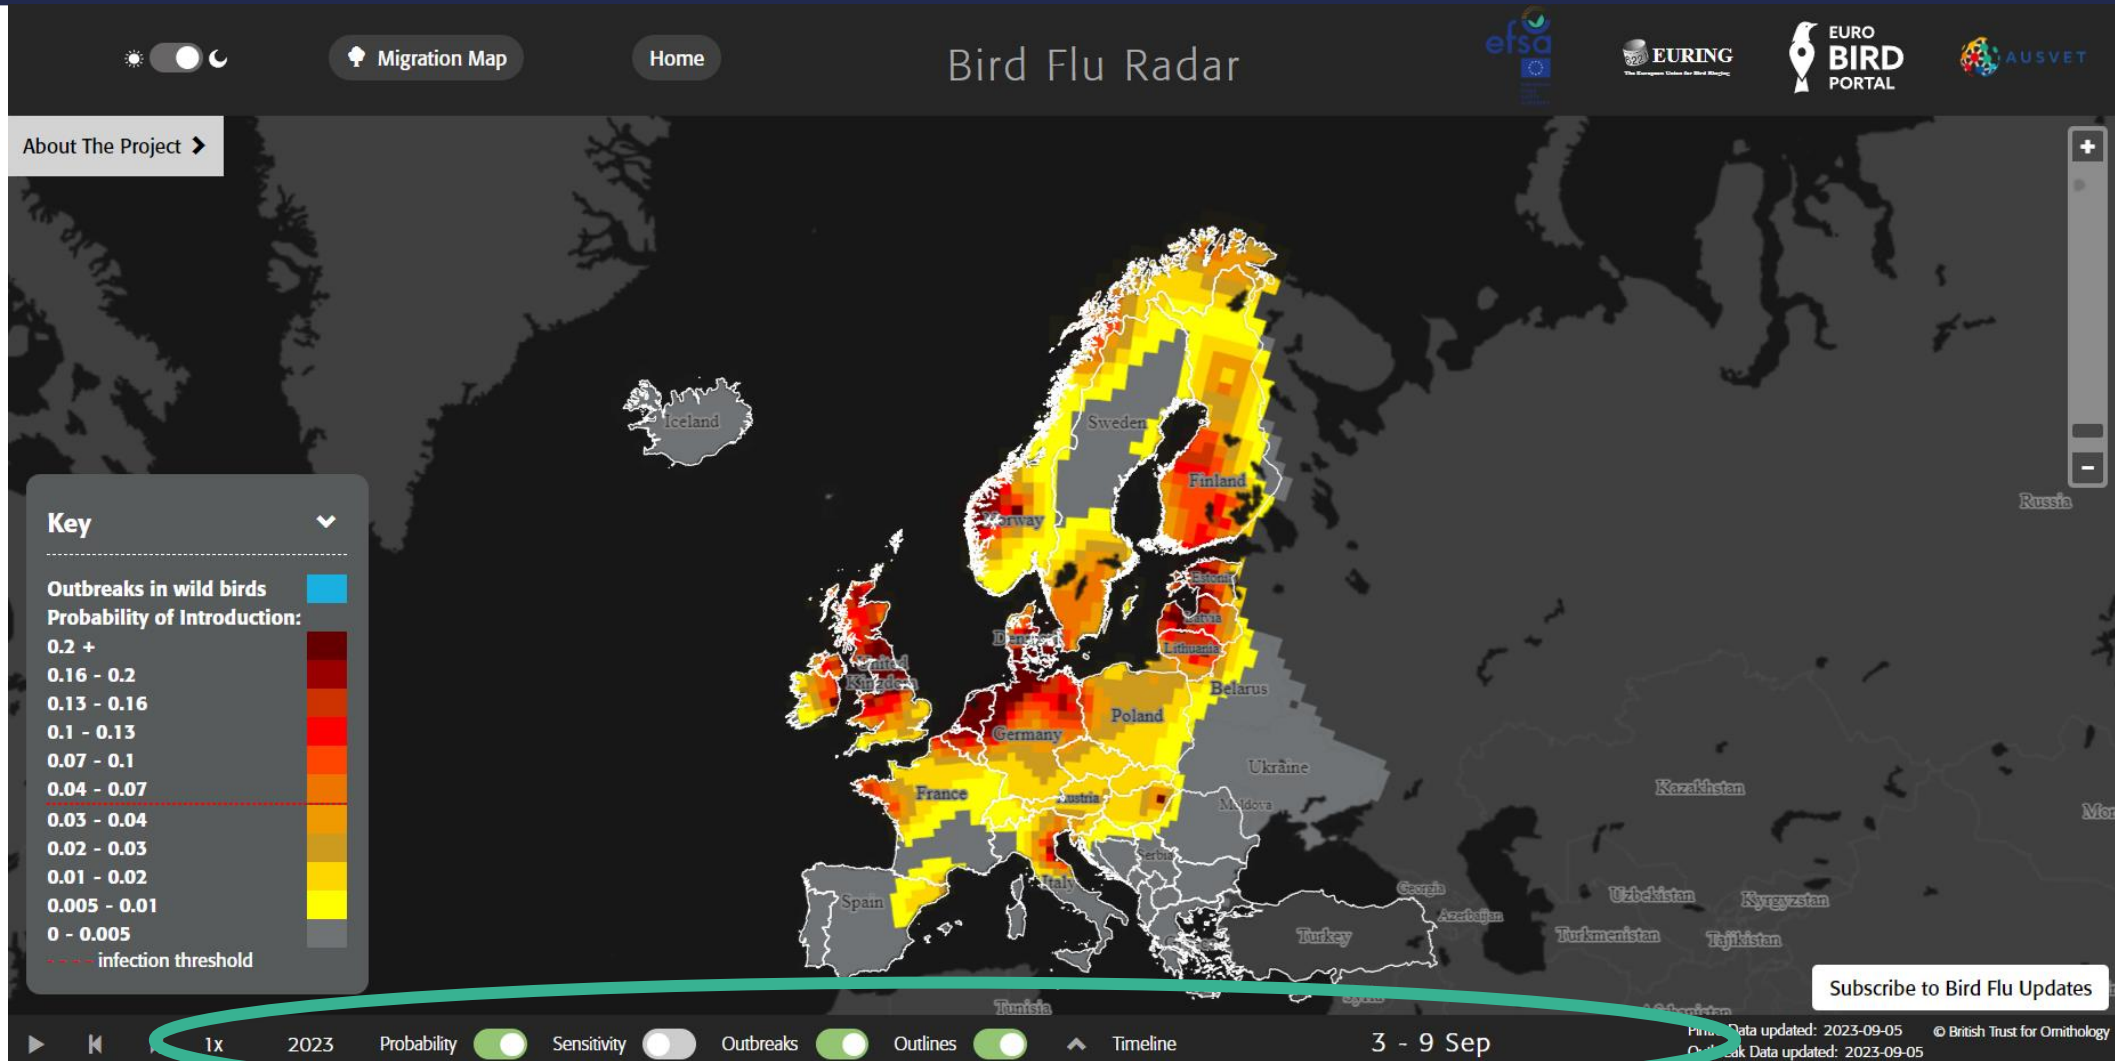 Migration Map
Home
Bird Flu Radar
efsa
EURING
The European Union for Bird Ringing
EURO
BIRD
PORTAL
AUSVET
About The Project
Iceland
Sweden
Finland
Norway
Russia
Estonia
Latvia
Lithuania
United
Kingdom
Belarus
Poland
Germany
Ukraine
Kazakhstan
France
Austria
Moldova
Serbia
Italy
Spain
Georgia
Azerbaijan
Uzbekistan
Kyrgyzstan
Turkey
Turkmenistan
Tajikistan
Tunisia
Key
Outbreaks in wild birds
Probability of Introduction:
0.2 +
0.16 - 0.2
0.13 - 0.16
0.1 - 0.13
0.07 - 0.1
0.04 - 0.07
0.03 - 0.04
0.02 - 0.03
0.01 - 0.02
0.005 - 0.01
0 - 0.005
infection threshold
Subscribe to Bird Flu Updates
1x
2023
Probability
Sensitivity
Outbreaks
Outlines
Timeline
3 - 9 Sep
Data updated: 2023-09-05
Data updated: 2023-09-05
© British Trust for Ornithology